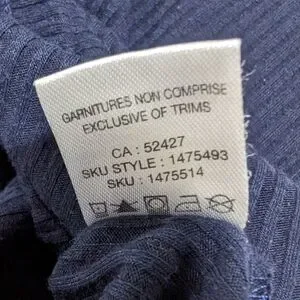 GARNITURES NON COMPRISE
EXCLUSIVE OF TRIMS
CA : 52427
SKU STYLE : 1475493
SKU : 1475514